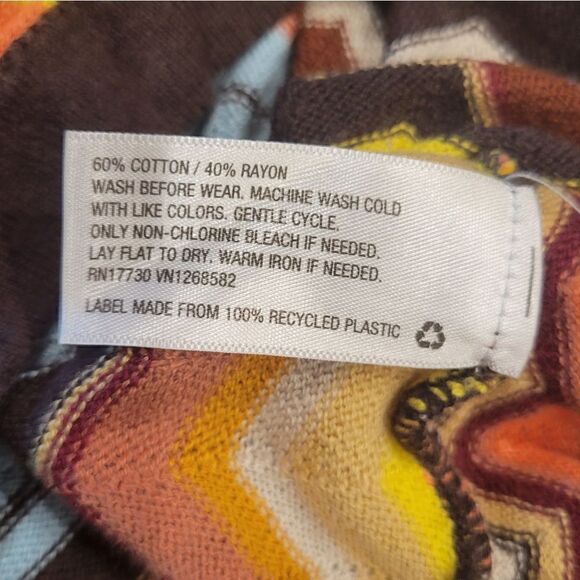 60% COTTON / 40% RAYON
WASH BEFORE WEAR. MACHINE WASH COLD
WITH LIKE COLORS. GENTLE CYCLE.
ONLY NON-CHLORINE BLEACH IF NEEDED.
LAY FLAT TO DRY, WARM IRON IF NEEDED.
RN17730 VN1268582
LABEL MADE FROM 100% RECYCLED PLASTIC